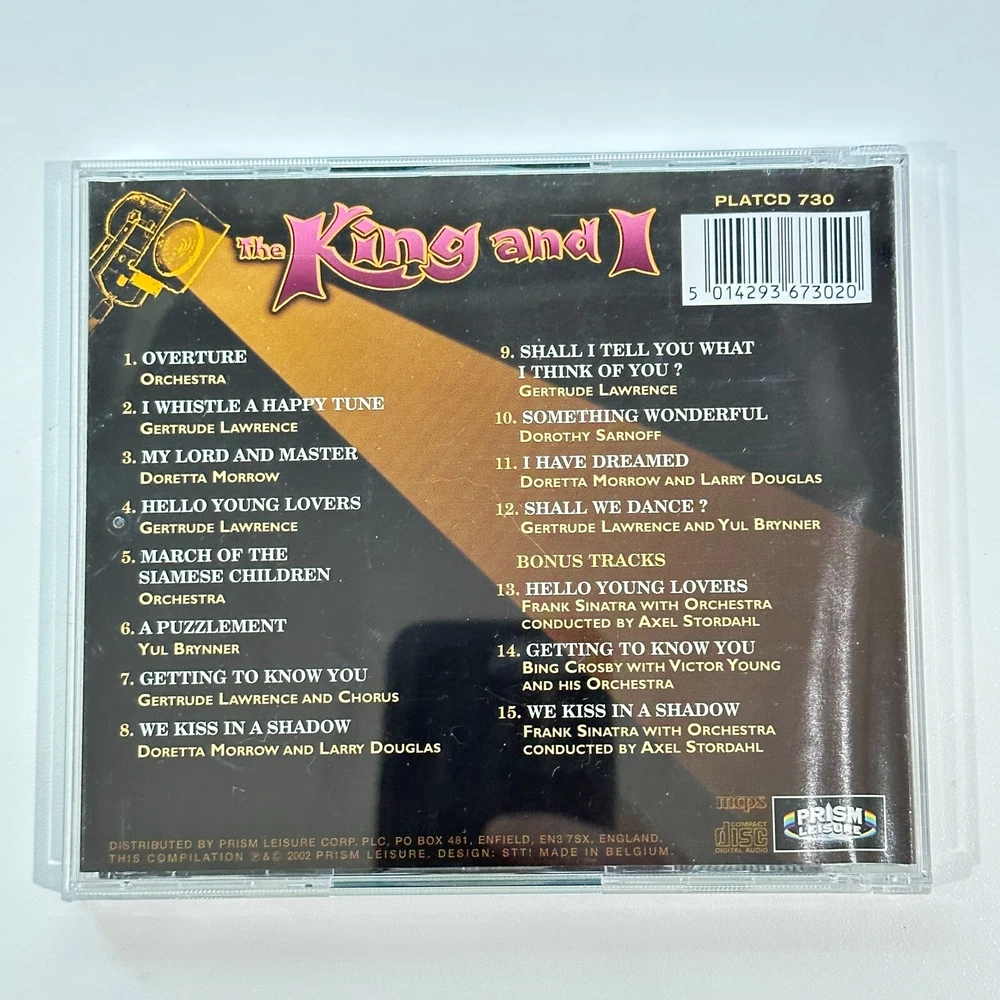 The King and I
PLATCD 730
5 014293 673020
1. OVERTURE
ORCHESTRA
2. I WHISTLE A HAPPY TUNE
GERTRUDE LAWRENCE
3. MY LORD AND MASTER
DORETTA MORROW
4. HELLO YOUNG LOVERS
GERTRUDE LAWRENCE
5. MARCH OF THE
SIAMESE CHILDREN
ORCHESTRA
6. A PUZZLEMENT
YUL BRYNNER
7. GETTING TO KNOW YOU
GERTRUDE LAWRENCE AND CHORUS
8. WE KISS IN A SHADOW
DORETTA MORROW AND LARRY DOUGLAS
9. SHALL I TELL YOU WHAT
I THINK OF YOU ?
GERTRUDE LAWRENCE
10. SOMETHING WONDERFUL
DOROTHY SARNOFF
11. I HAVE DREAMED
DORETTA MORROW AND LARRY DOUGLAS
12. SHALL WE DANCE ?
GERTRUDE LAWRENCE AND YUL BRYNNER
BONUS TRACKS
13. HELLO YOUNG LOVERS
FRANK SINATRA WITH ORCHESTRA
CONDUCTED BY AXEL STORDAHL
14. GETTING TO KNOW YOU
BING CROSBY WITH VICTOR YOUNG
AND HIS ORCHESTRA
15. WE KISS IN A SHADOW
FRANK SINATRA WITH ORCHESTRA
CONDUCTED BY AXEL STORDAHL
DISTRIBUTED BY PRISM LEISURE CORP. PLC, PO BOX 481, ENFIELD, EN3 7SX, ENGLAND.
THIS COMPILATION ℗&© 2002 PRISM LEISURE. DESIGN: STT! MADE IN BELGIUM.
mcps
COMPACT
disc
DIGITAL AUDIO
PRISM
LEISURE